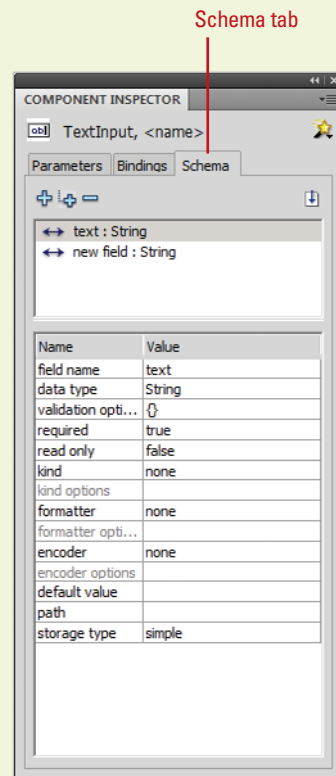 Schema tab
COMPONENT INSPECTOR
TextInput, <name>
Parameters Bindings Schema
text : String
new field : String
Name Value
field name text
data type String
validation opti... {}
required true
read only false
kind none
kind options
formatter none
formatter opti...
encoder none
encoder options
default value
path
storage type simple